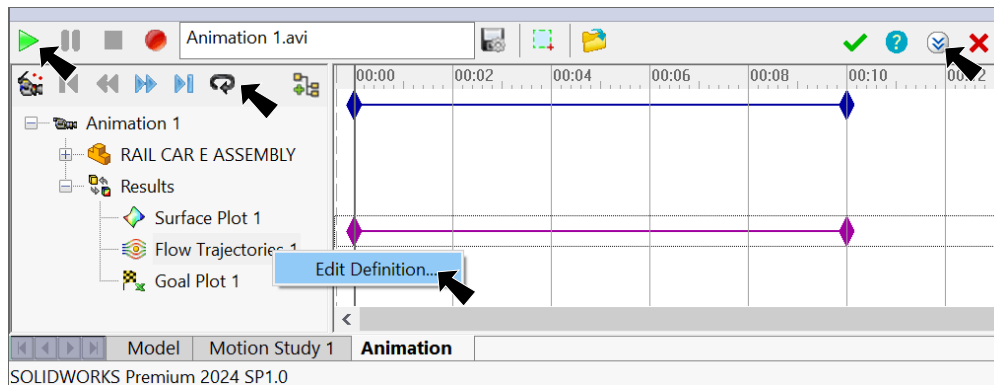 Animation 1.avi
00:00 00:02 00:04 00:06 00:08 00:10 00:12
Animation 1
RAIL CAR E ASSEMBLY
Results
Surface Plot 1
Flow Trajectories 1
Edit Definition...
Goal Plot 1
Model Motion Study 1 Animation
SOLIDWORKS Premium 2024 SP1.0